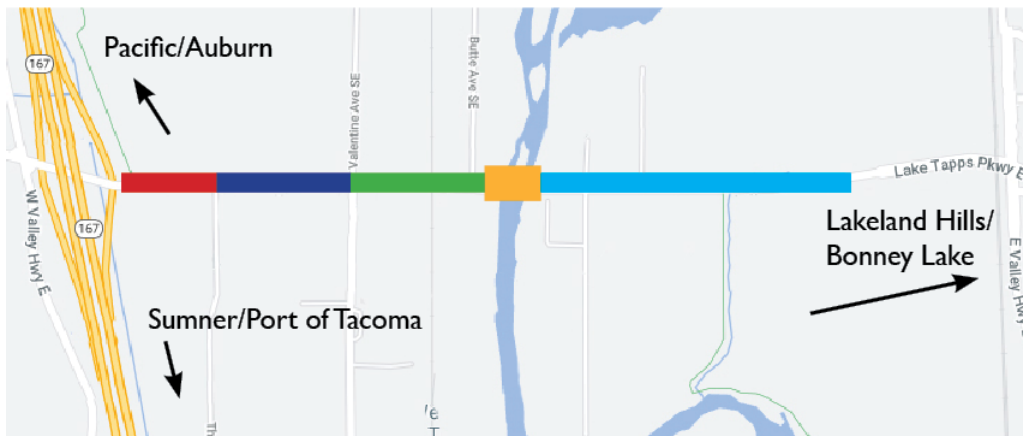 Pacific/Auburn
167
Valentine Ave SE
Butte Ave SE
Lake Tapps Pkwy E
167
W Valley Hwy E
Lakeland Hills/
Bonney Lake
E Valley Hwy
Sumner/Port of Tacoma